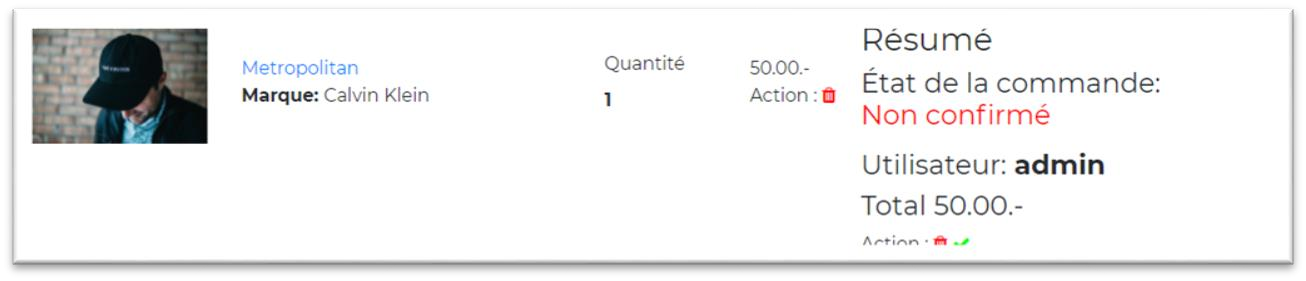 Metropolitan
Marque: Calvin Klein
Quantité
1
50.00.-
Action :
Résumé
État de la commande:
Non confirmé
Utilisateur: admin
Total 50.00.-
Action :